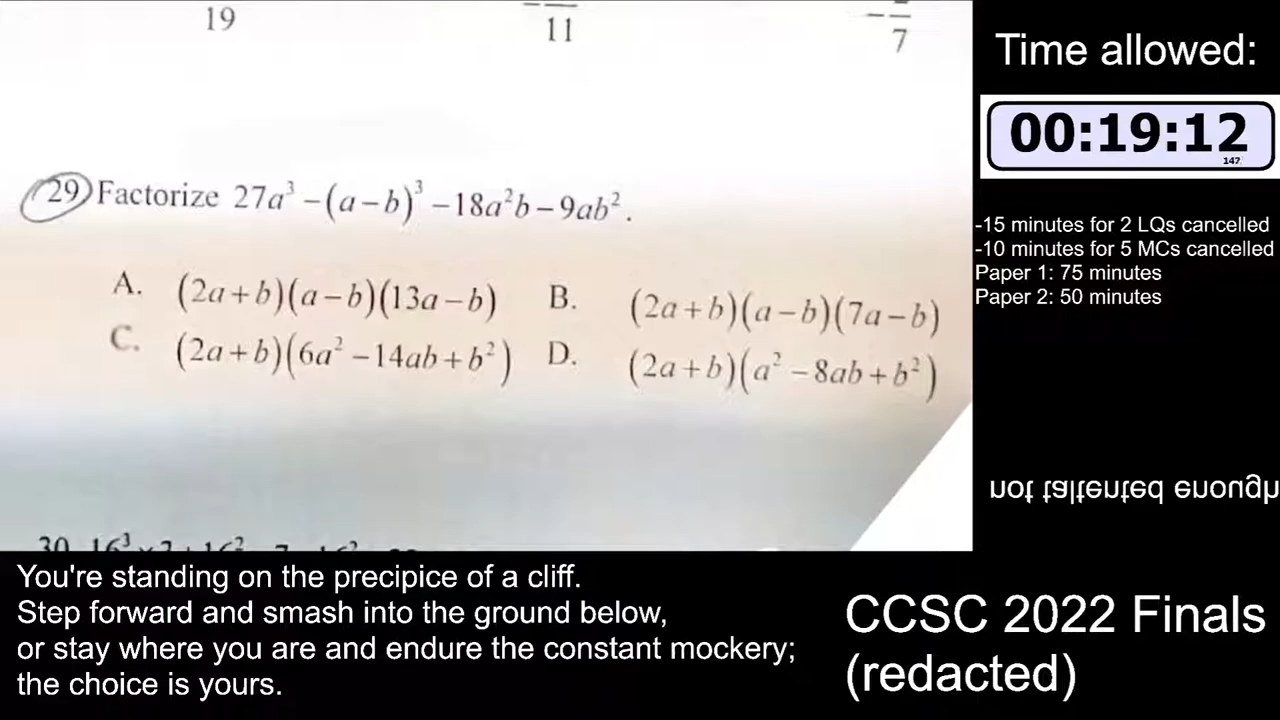 19
11
7
29 Factorize 27a³ − (a − b)³ − 18a²b − 9ab².
A. (2a+b)(a−b)(13a−b) B. (2a+b)(a−b)(7a−b)
C. (2a+b)(6a²−14ab+b²) D. (2a+b)(a²−8ab+b²)
Time allowed:
00:19:12
147
-15 minutes for 2 LQs cancelled
-10 minutes for 5 MCs cancelled
Paper 1: 75 minutes
Paper 2: 50 minutes
not taltented enough
You're standing on the precipice of a cliff.
Step forward and smash into the ground below,
or stay where you are and endure the constant mockery;
the choice is yours.
CCSC 2022 Finals
(redacted)